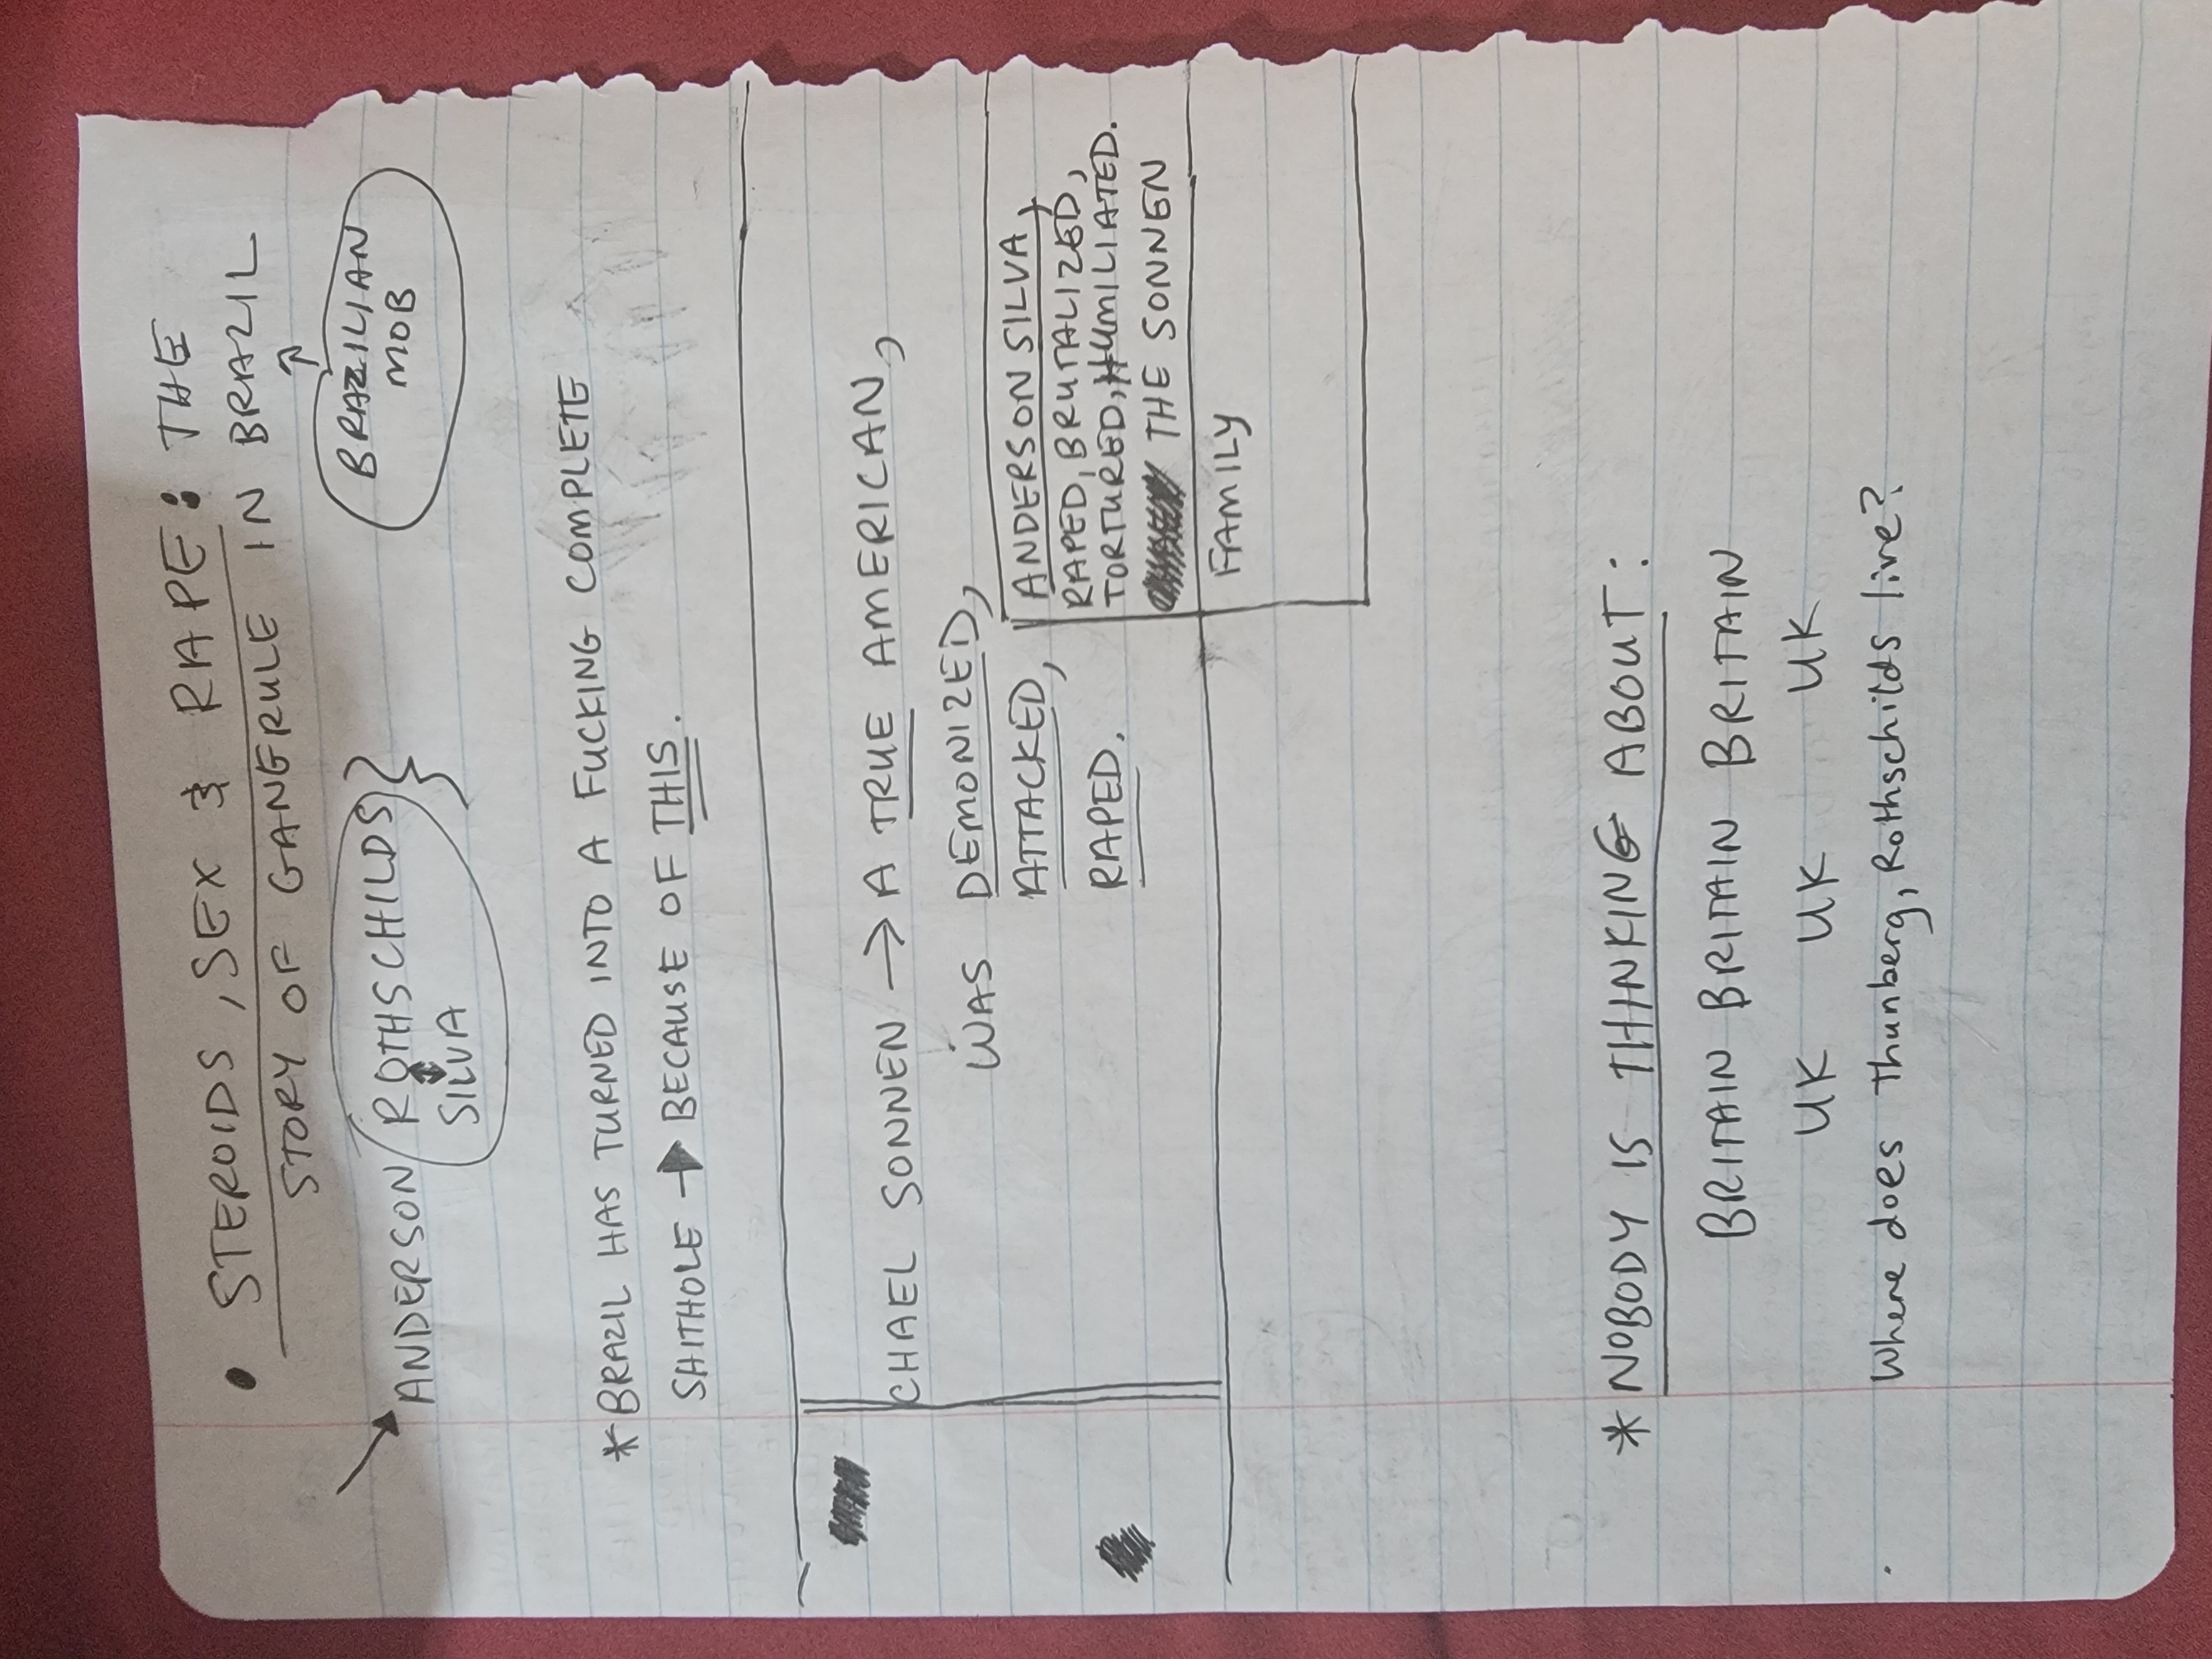 • STEROIDS, SEX & RAPE: THE
STORY OF GANGRULE IN BRAZIL
BRAZILIAN
MOB
ANDERSON ROTHSCHILDS }
SILVA
* BRAZIL HAS TURNED INTO A FUCKING COMPLETE
SHITHOLE → BECAUSE OF THIS.
CHAEL SONNEN → A TRUE AMERICAN,
WAS DEMONIZED,
ATTACKED,
RAPED.
ANDERSON SILVA,
RAPED, BRUTALIZED,
TORTURED, HUMILIATED.
THE SONNEN
FAMILY
* NOBODY IS THINKING ABOUT:
BRITAIN BRITAIN BRITAIN
UK UK UK
Where does Thunberg, Rothschilds live?